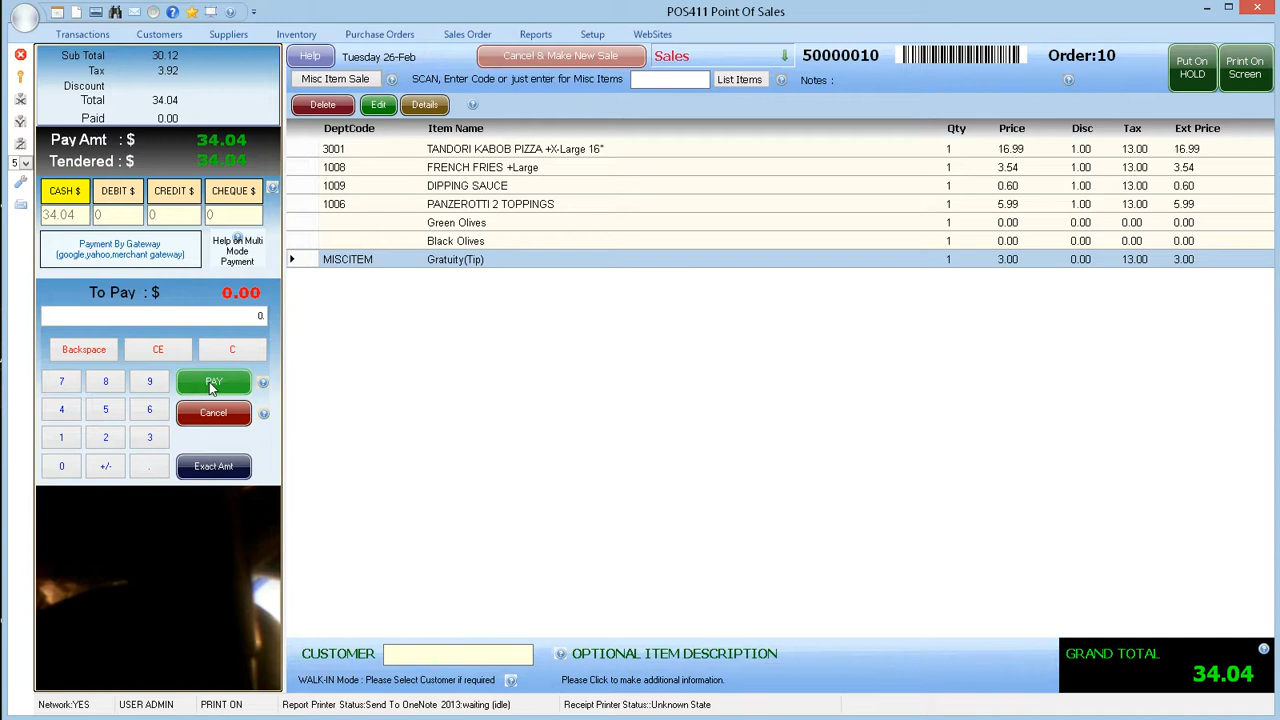 POS411 Point Of Sales
Transactions Customers Suppliers Inventory Purchase Orders Sales Order Reports Setup WebSites
Sub Total 30.12
Tax 3.92
Discount
Total 34.04
Paid 0.00
Pay Amt : $ 34.04
Tendered : $ 34.04
5
CASH $ DEBIT $ CREDIT $ CHEQUE $
34.04 0 0 0
Payment By Gateway
(google,yahoo,merchant gateway)
Help on Multi
Mode
Payment
To Pay : $ 0.00
0.
Backspace CE C
7 8 9 PAY
4 5 6 Cancel
1 2 3
0 +/- . Exact Amt
Help Tuesday 26-Feb Cancel & Make New Sale Sales 50000010 Order:10
Misc Item Sale SCAN, Enter Code or just enter for Misc Items List Items Notes :
Put On
HOLD
Print On
Screen
Delete Edit Details
DeptCode Item Name Qty Price Disc Tax Ext Price
3001 TANDORI KABOB PIZZA +X-Large 16" 1 16.99 1.00 13.00 16.99
1008 FRENCH FRIES +Large 1 3.54 1.00 13.00 3.54
1009 DIPPING SAUCE 1 0.60 1.00 13.00 0.60
1006 PANZEROTTI 2 TOPPINGS 1 5.99 1.00 13.00 5.99
Green Olives 1 0.00 0.00 0.00 0.00
Black Olives 1 0.00 0.00 13.00 0.00
MISCITEM Gratuity(Tip) 1 3.00 0.00 13.00 3.00
CUSTOMER OPTIONAL ITEM DESCRIPTION
WALK-IN Mode : Please Select Customer if required Please Click to make additional information.
GRAND TOTAL
34.04
Network:YES USER ADMIN PRINT ON Report Printer Status:Send To OneNote 2013:waiting (idle) Receipt Printer Status::Unknown State